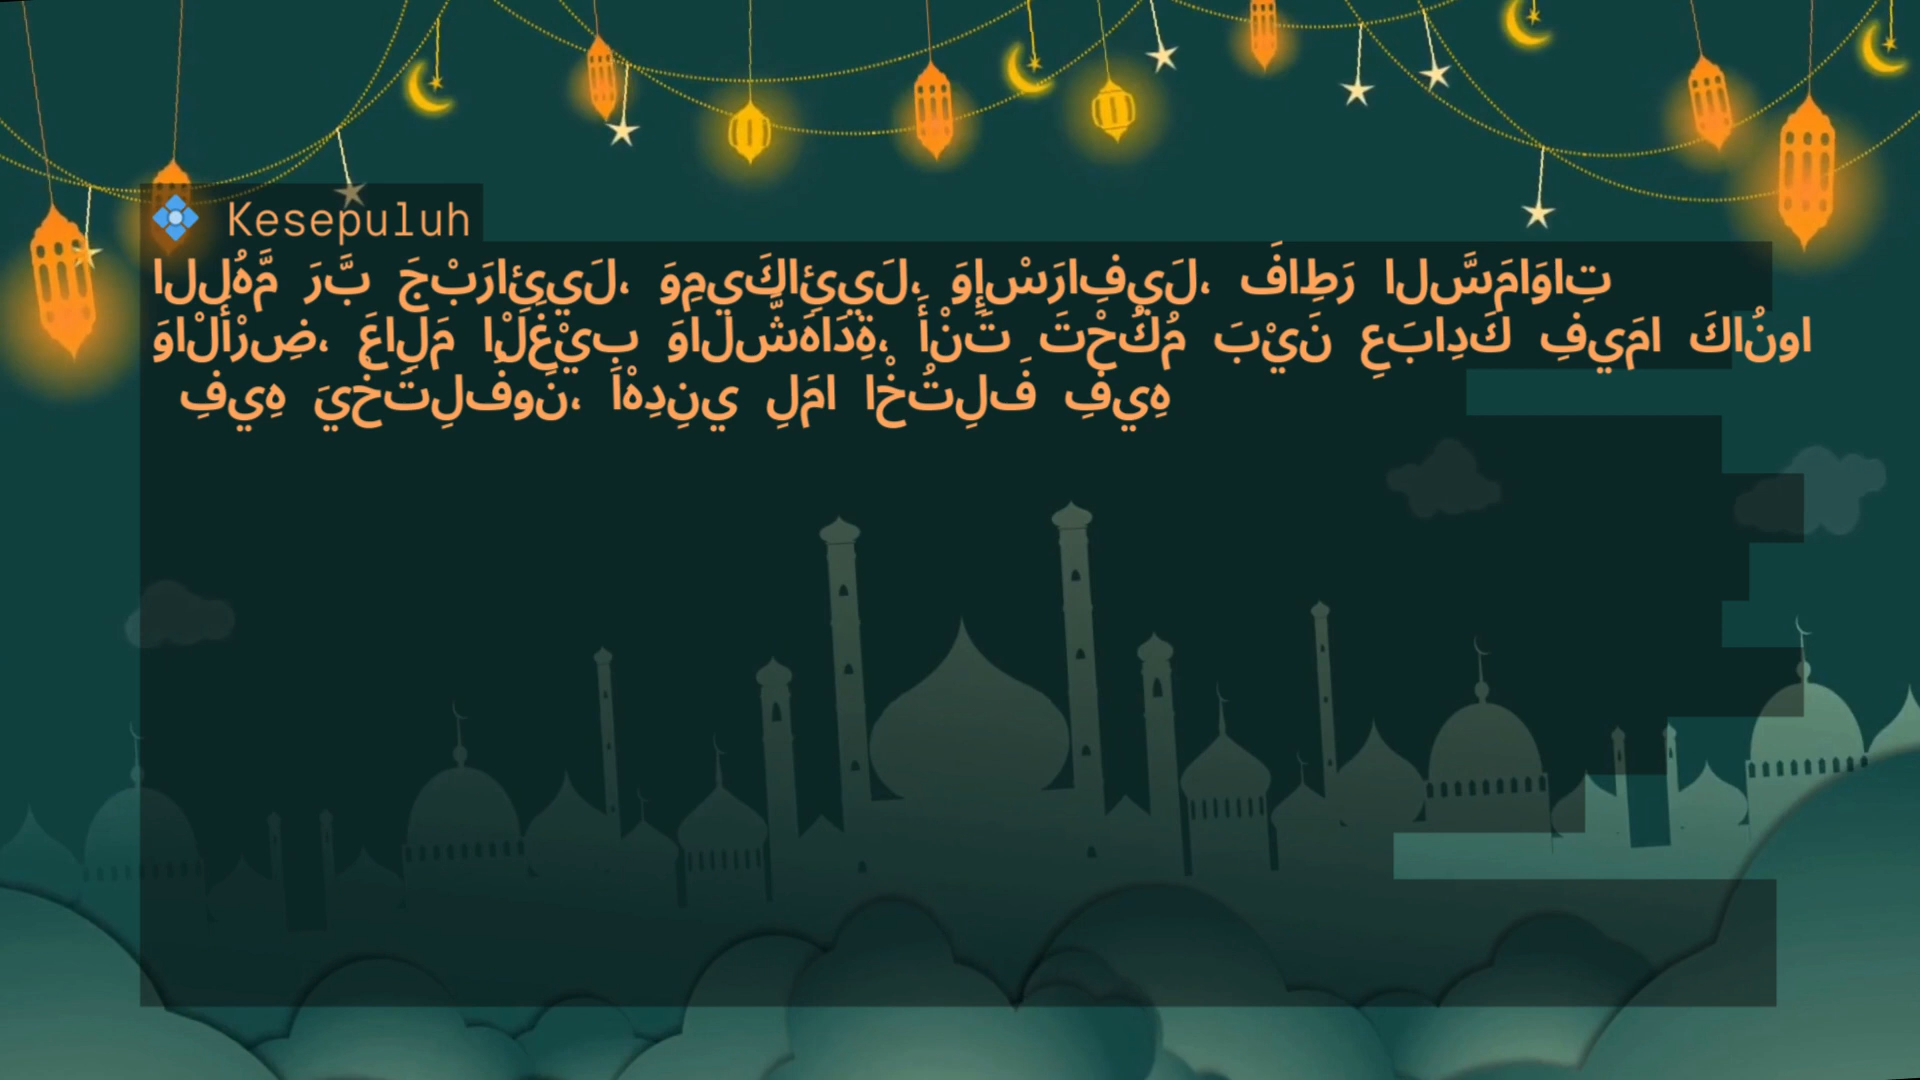 💠 Kesepuluh
اللهُمَّ رَبَّ جَبْرَائِيلَ، وَمِيكَائِيلَ، وَإِسْرَافِيلَ، فَاطِرَ السَّمَاوَاتِ
وَالْأَرْضِ، عَالِمَ الْغَيْبِ وَالشَّهَادَةِ، أَنْتَ تَحْكُمُ بَيْنَ عِبَادِكَ فِيمَا كَانُوا
فِيهِ يَخْتَلِفُونَ، اهْدِنِي لِمَا اخْتُلِفَ فِيهِ